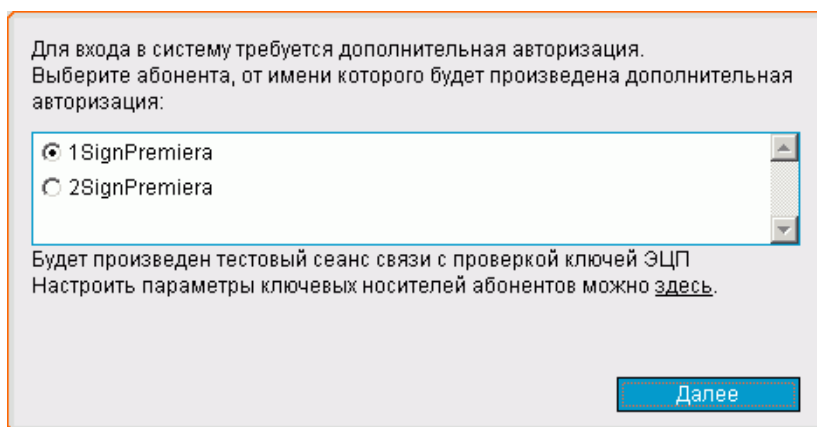 Для входа в систему требуется дополнительная авторизация.
Выберите абонента, от имени которого будет произведена дополнительная
авторизация:
1SignPremiera
2SignPremiera
Будет произведен тестовый сеанс связи с проверкой ключей ЭЦП
Настроить параметры ключевых носителей абонентов можно здесь.
Далее